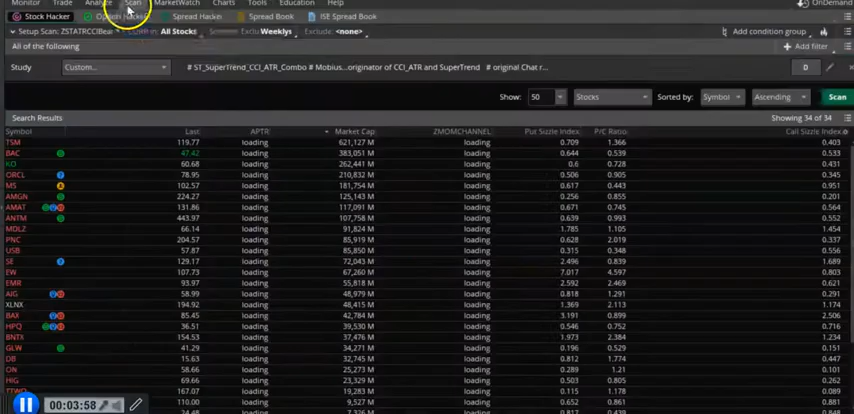 Monitor Trade Analyze Scan MarketWatch Charts Tools Education Help... OnDemand
Stock Hacker Option Hacker Spread Hacker Spread Book ISE Spread Book
Setup Scan: ZSTATRCCIBear All Stocks Weeklys Exclude: <none> Add condition group
All of the following Add filter
Study Custom... # ST_SuperTrend_CCI_ATR_Combo # Mobius...originator of CCI_ATR and SuperTrend # original Chat r... D
Show: 50 Stocks Sorted by: Symbol Ascending Scan
Search Results Showing 34 of 34
Symbol Last APTR Market Cap ZMOMCHANNEL Put Sizzle Index P/C Ratio Call Sizzle Index
TSM 119.77 loading 621,127 M loading 0.709 1.366 0.403
BAC 47.42 loading 383,051 M loading 0.644 0.539 0.533
KO 60.68 loading 262,441 M loading 0.6 0.728 0.431
ORCL 78.95 loading 210,832 M loading 0.506 0.905 0.345
MS 102.57 loading 181,754 M loading 0.617 0.443 0.951
AMGN 224.27 loading 125,143 M loading 0.256 0.855 0.201
AMAT 131.86 loading 117,091 M loading 0.671 0.745 0.564
ANTM 443.97 loading 107,758 M loading 0.639 0.993 0.552
MDLZ 66.14 loading 91,824 M loading 1.785 1.105 1.454
PNC 204.57 loading 85,919 M loading 0.628 2.019 0.337
USB 57.87 loading 85,850 M loading 0.315 0.348 0.556
SE 129.17 loading 72,043 M loading 2.496 0.839 1.689
EW 107.73 loading 67,260 M loading 7.017 4.597 0.803
EMR 93.97 loading 55,818 M loading 2.592 2.469 0.621
AIG 58.99 loading 48,979 M loading 0.818 1.291 0.253
XLNX 194.92 loading 48,415 M loading 1.369 2.113 1.174
BAX 85.45 loading 42,784 M loading 3.191 0.899 2.506
HPQ 36.51 loading 39,530 M loading 0.546 0.752 0.716
BNTX 154.53 loading 37,476 M loading 1.973 2.384 1.234
GLW 41.29 loading 34,271 M loading 0.196 0.529 0.151
DB 15.63 loading 32,745 M loading 0.812 1.774 0.447
ON 58.66 loading 25,273 M loading 0.289 1.21 0.381
HIG 69.66 loading 23,329 M loading 0.503 0.805 0.262
TTWO 167.07 loading 19,283 M loading 0.115 1.178 0.089
110.00 loading 9,257 M loading 0.652 0.861 0.881
00:03:58